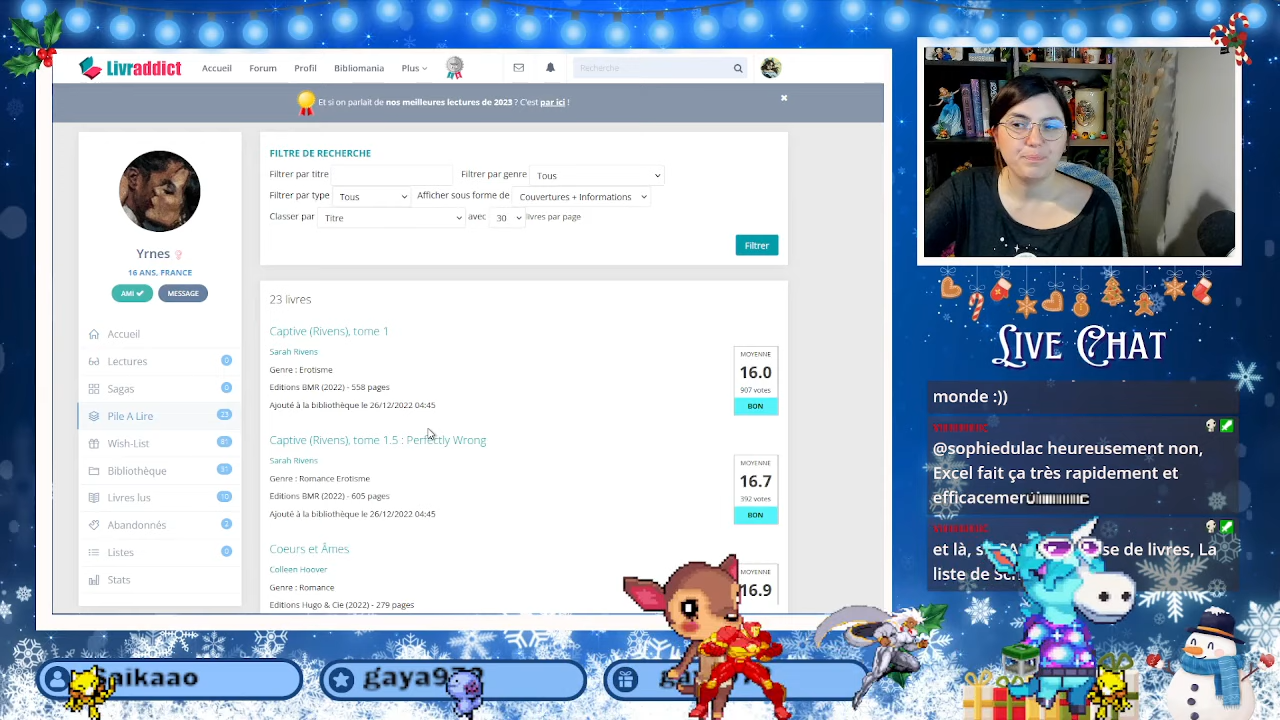 Livraddict
Accueil
Forum
Profil
Bibliomania
Plus
Recherche
Et si on parlait de nos meilleures lectures de 2023 ? C'est par ici !
Yrnes
16 ANS, FRANCE
AMI
MESSAGE
Accueil
Lectures 0
Sagas 0
Pile A Lire 23
Wish-List
Bibliothèque
Livres lus 10
Abandonnés
Listes 0
Stats
FILTRE DE RECHERCHE
Filtrer par titre
Filtrer par genre Tous
Filtrer par type Tous
Afficher sous forme de Couvertures + Informations
Classer par Titre avec 30 livres par page
Filtrer
23 livres
Captive (Rivens), tome 1
Sarah Rivens
Genre : Erotisme
Editions BMR (2022) - 558 pages
Ajouté à la bibliothèque le 26/12/2022 04:45
MOYENNE
16.0
907 votes
BON
Captive (Rivens), tome 1.5 : Perfectly Wrong
Sarah Rivens
Genre : Romance Erotisme
Editions BMR (2022) - 605 pages
Ajouté à la bibliothèque le 26/12/2022 04:45
MOYENNE
16.7
392 votes
BON
Coeurs et Âmes
Colleen Hoover
Genre : Romance
Editions Hugo & Cie (2022) - 279 pages
MOYENNE
16.9
Live Chat
monde :))
@sophiedulac heureusement non,
Excel fait ça très rapidement et
et là, se de livres, La
liste de
Saikaao